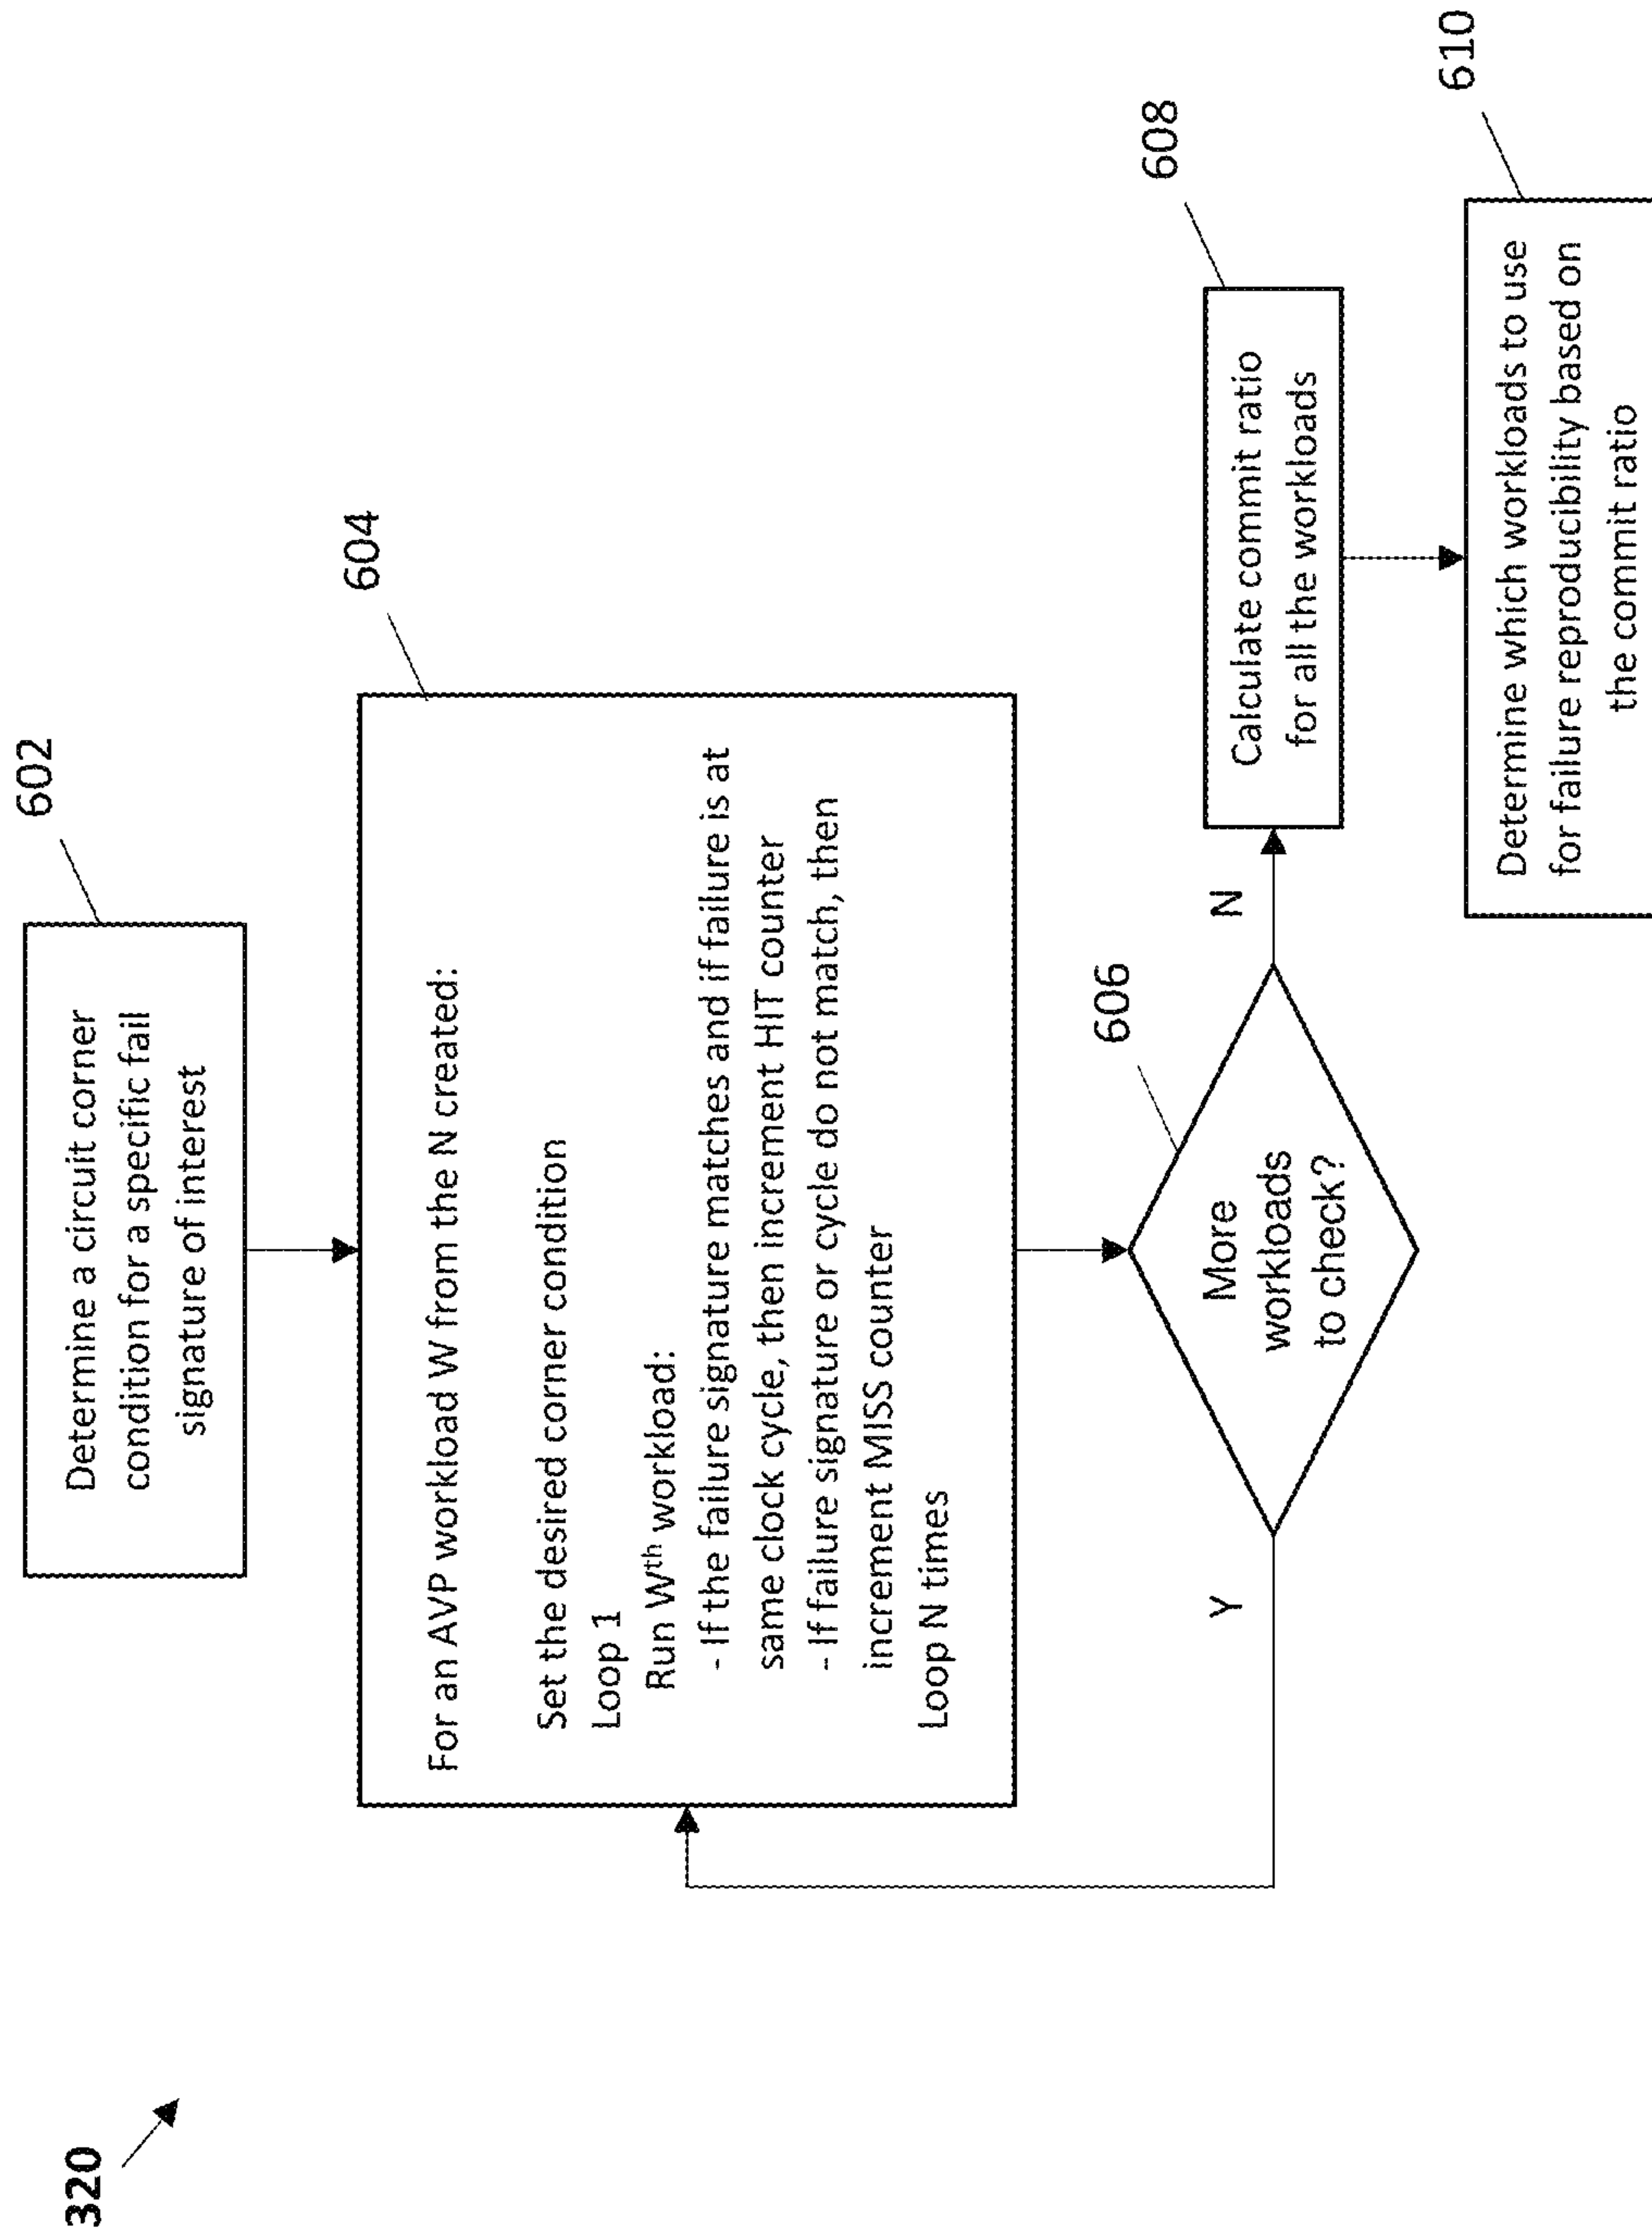 320
602
Determine a circuit corner
condition for a specific fail
signature of interest
604
For an AVP workload W from the N created:
Set the desired corner condition
Loop 1
Run Wth workload:
- If the failure signature matches and if failure is at
same clock cycle, then increment HIT counter
- If failure signature or cycle do not match, then
increment MISS counter
Loop N times
606
More
workloads
to check?
Y
N
608
Calculate commit ratio
for all the workloads
610
Determine which workloads to use
for failure reproducibility based on
the commit ratio